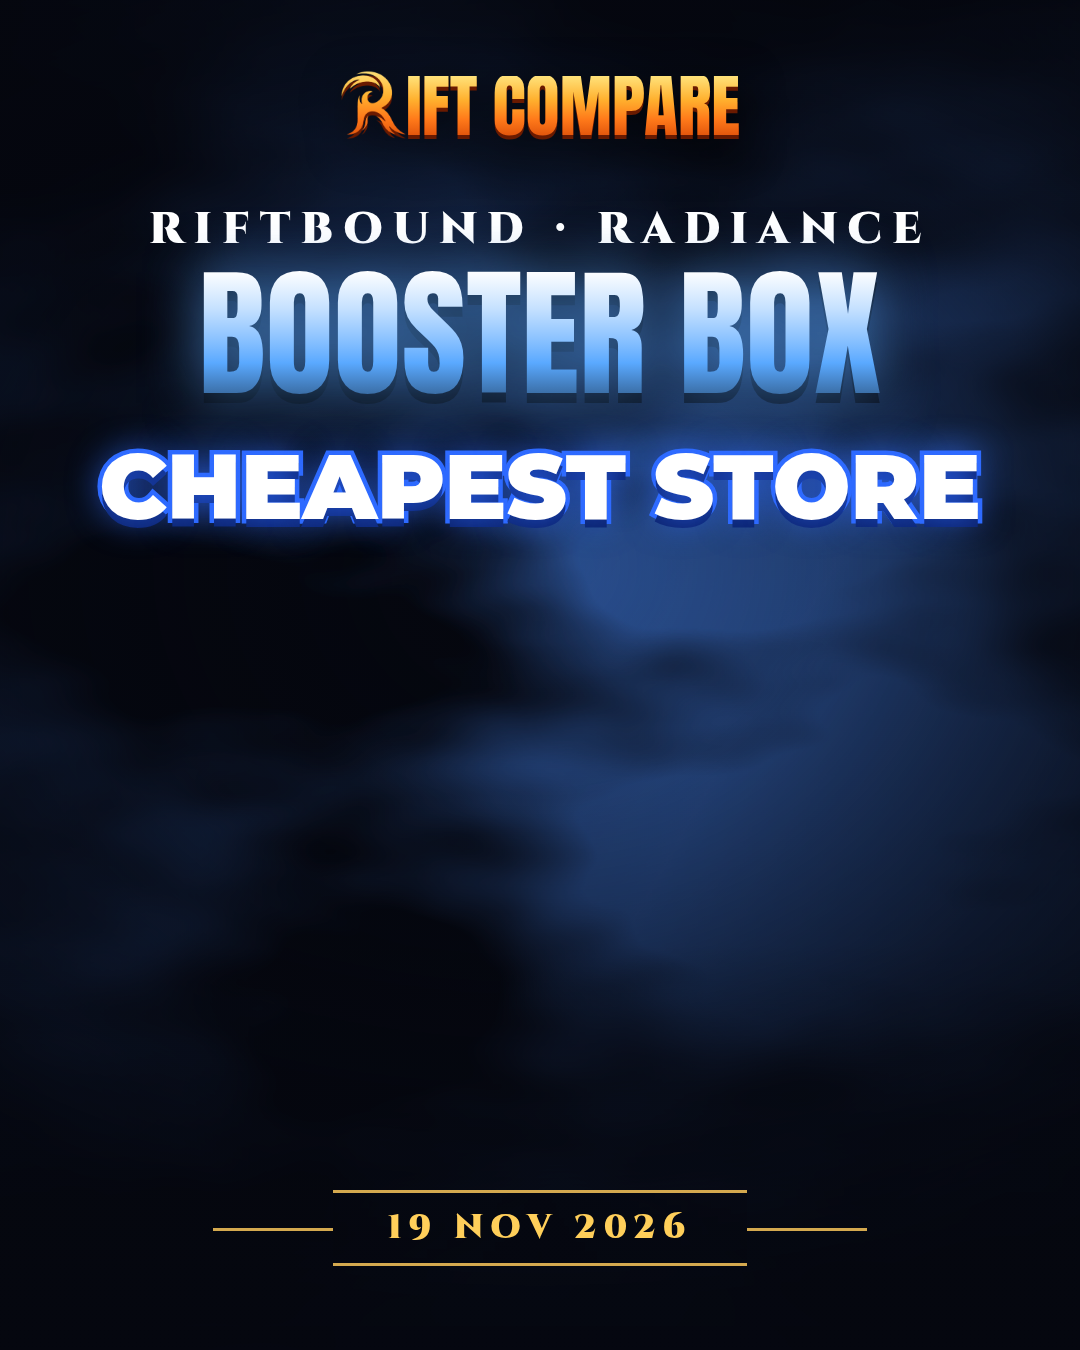 RIFT COMPARE
RIFTBOUND · RADIANCE
BOOSTER BOX
CHEAPEST STORE
19 NOV 2026